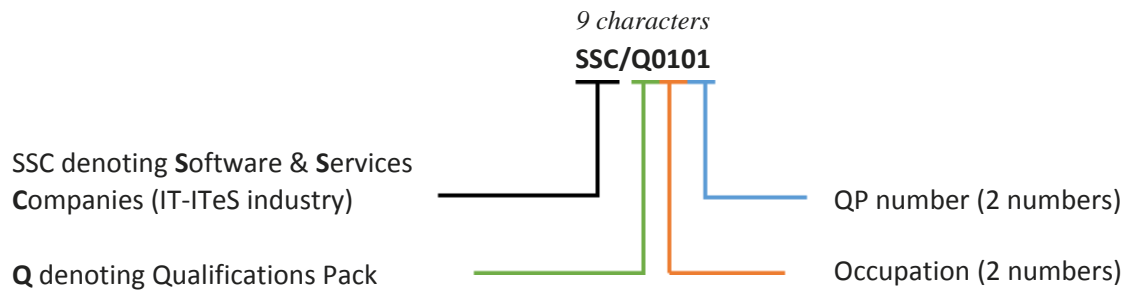 9 characters
SSC/Q0101
SSC denoting Software & Services
Companies (IT-ITeS industry)
QP number (2 numbers)
Q denoting Qualifications Pack
Occupation (2 numbers)